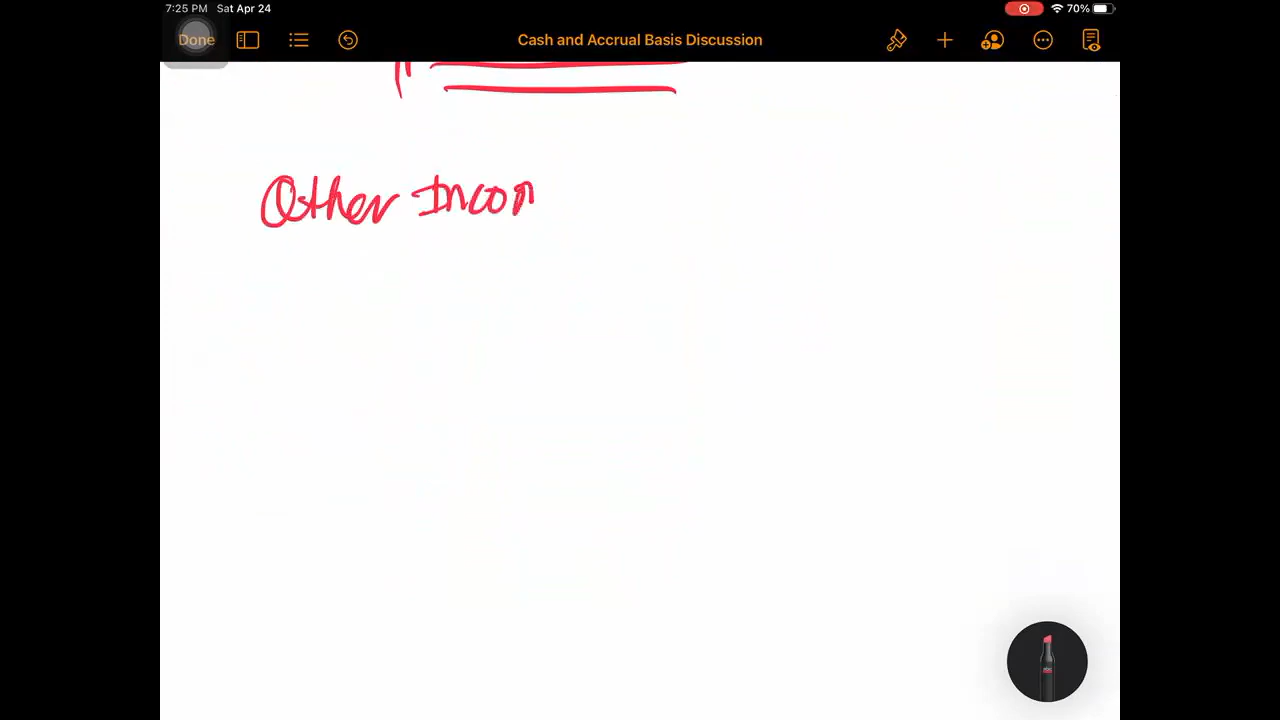 7:25 PM Sat Apr 24 70%
Done Cash and Accrual Basis Discussion
Other Incom